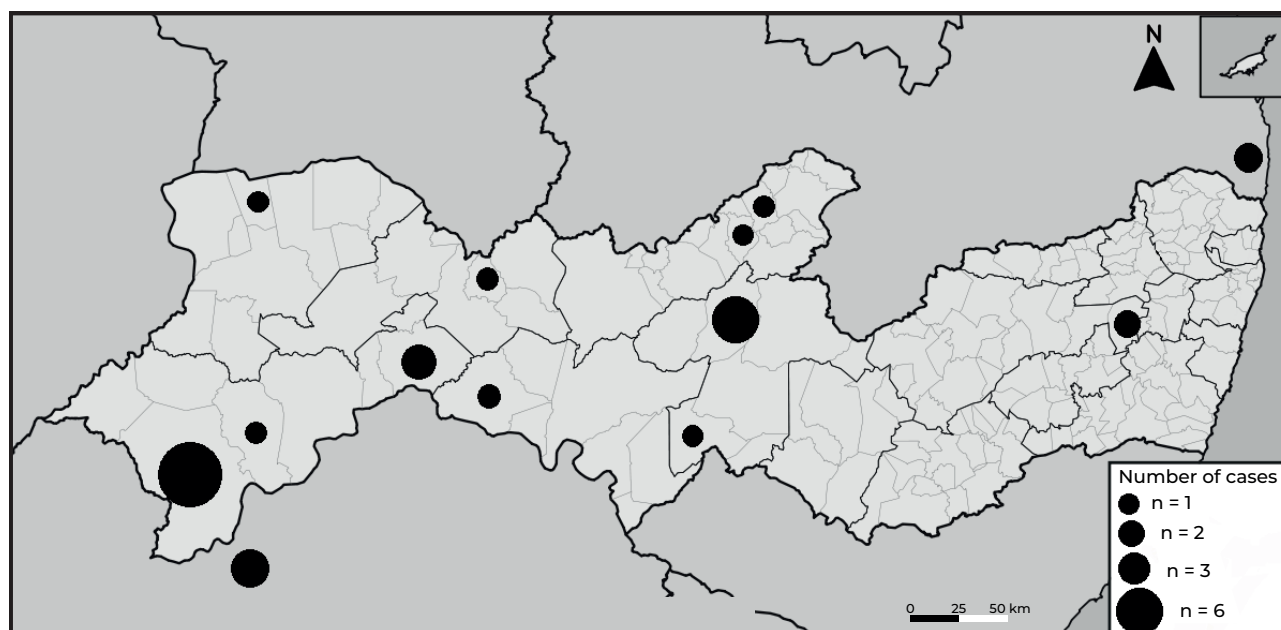 N
Number of cases
n = 1
n = 2
n = 3
n = 6
0 25 50 km